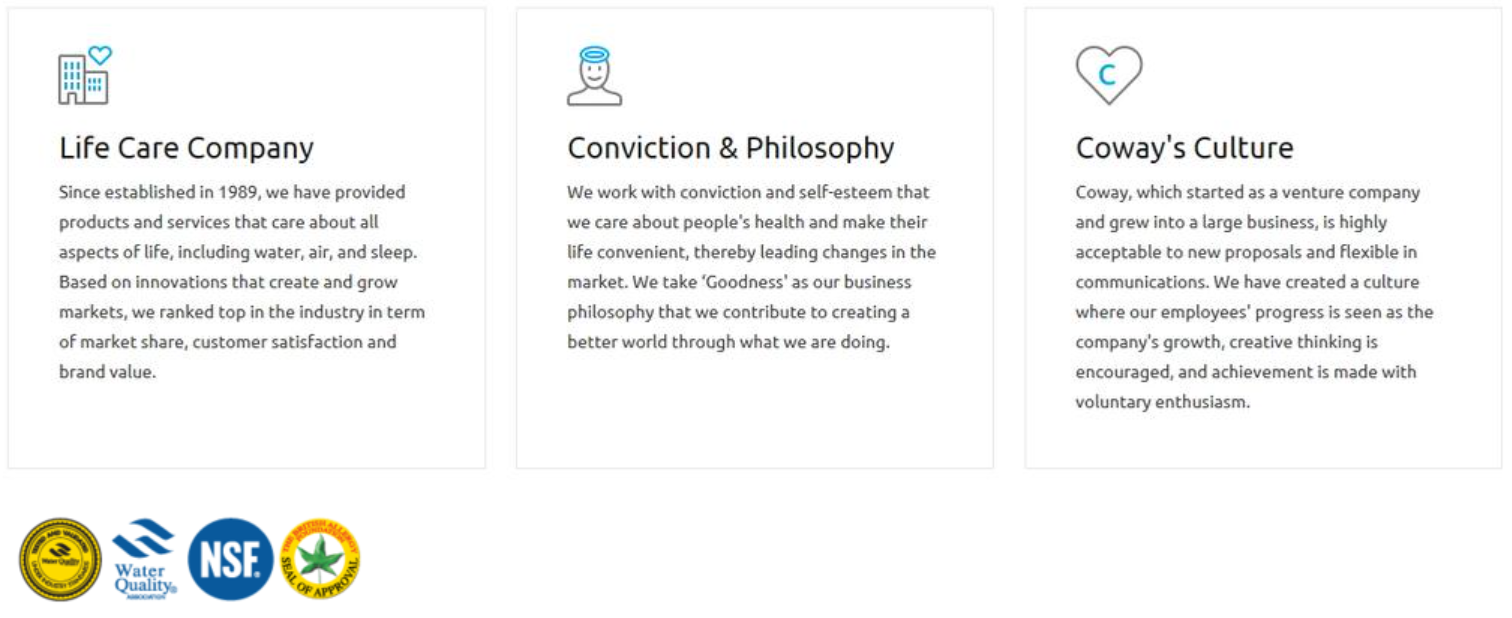 Life Care Company
Since established in 1989, we have provided
products and services that care about all
aspects of life, including water, air, and sleep.
Based on innovations that create and grow
markets, we ranked top in the industry in term
of market share, customer satisfaction and
brand value.
Conviction & Philosophy
We work with conviction and self-esteem that
we care about people's health and make their
life convenient, thereby leading changes in the
market. We take ‘Goodness' as our business
philosophy that we contribute to creating a
better world through what we are doing.
C
Coway's Culture
Coway, which started as a venture company
and grew into a large business, is highly
acceptable to new proposals and flexible in
communications. We have created a culture
where our employees' progress is seen as the
company's growth, creative thinking is
encouraged, and achievement is made with
voluntary enthusiasm.
TESTED AND VALIDATED
Water Quality
UNDER INDUSTRY STANDARDS
Water
Quality®
ASSOCIATION
NSF.
THE BRITISH ALLERGY
FOUNDATION
SEAL OF APPROVAL